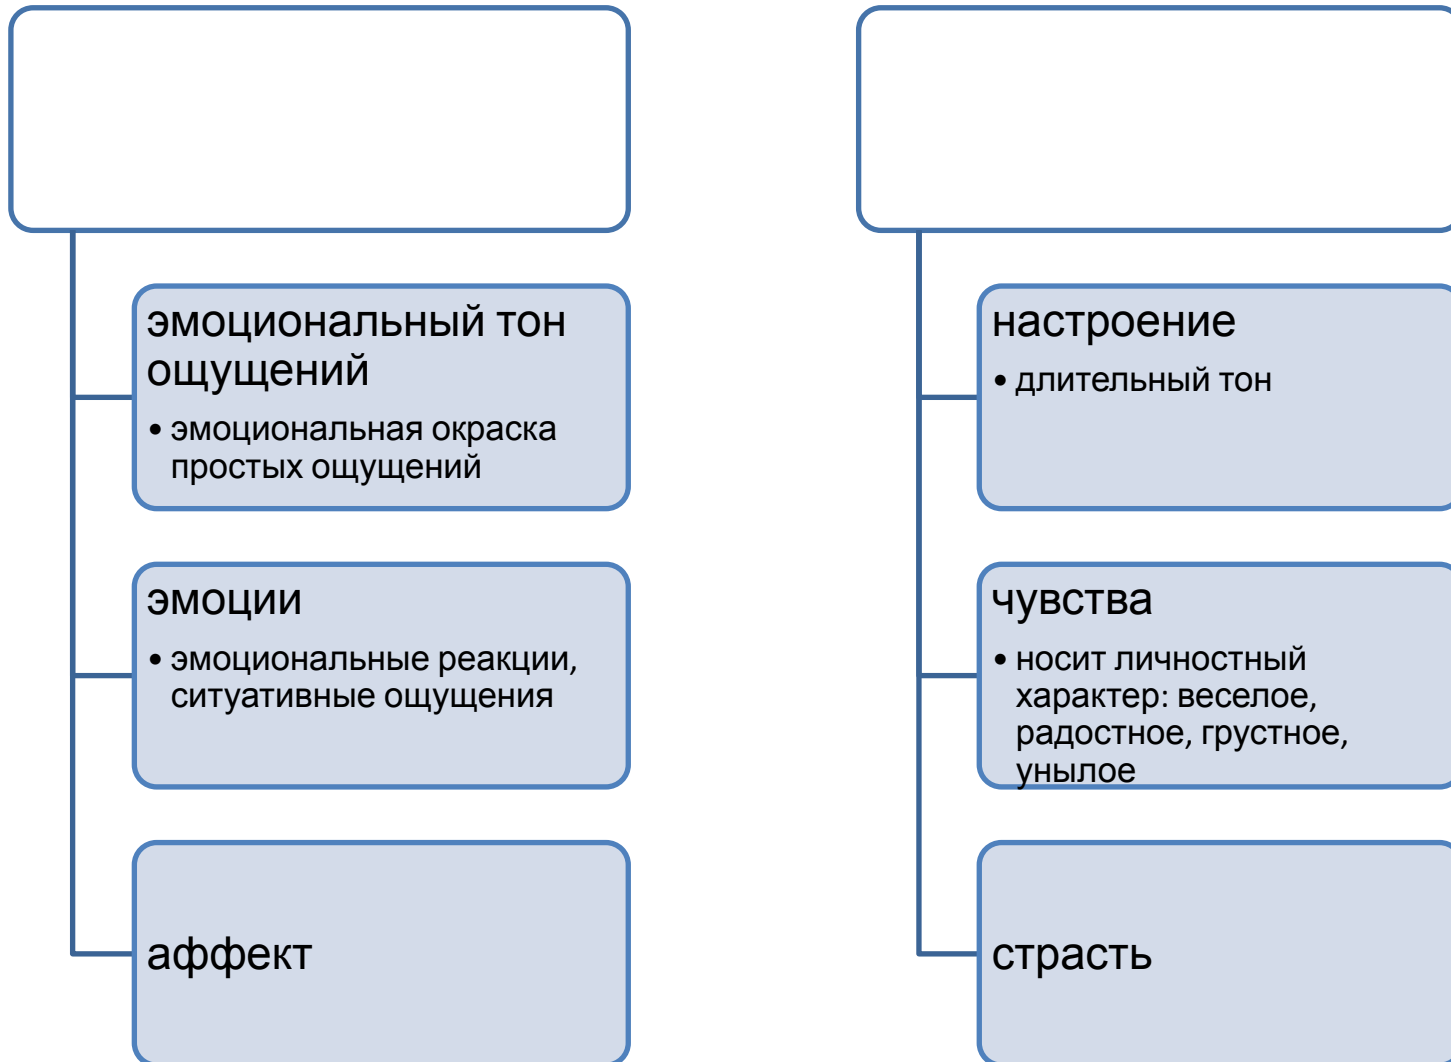 эмоциональный тон
ощущений
• эмоциональная окраска
простых ощущений
эмоции
• эмоциональные реакции,
ситуативные ощущения
аффект
настроение
• длительный тон
чувства
• носит личностный
характер: веселое,
радостное, грустное,
унылое
страсть